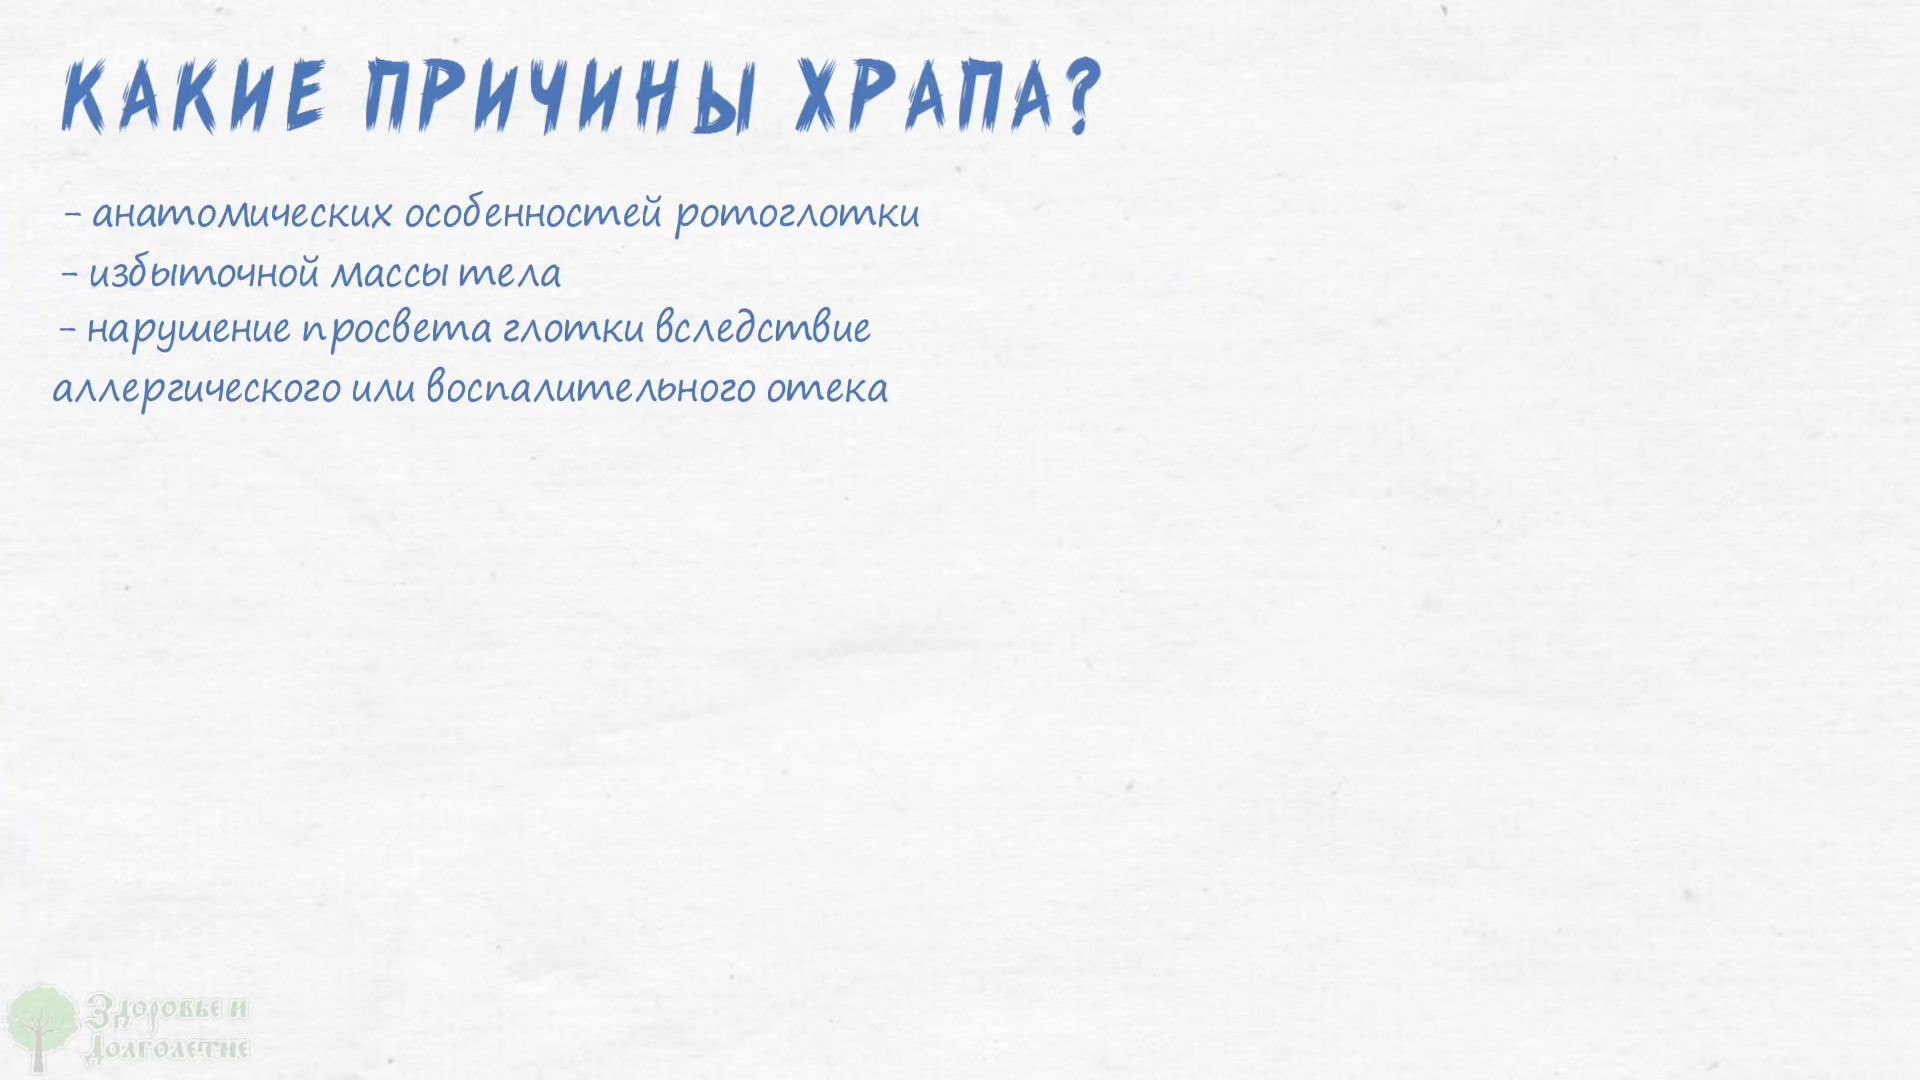 КАКИЕ ПРИЧИНЫ ХРАПА?
- анатомических особенностей ротоглотки
- избыточной массы тела
- нарушение просвета глотки вследствие
аллергического или воспалительного отека
Здоровье и
Долголетие